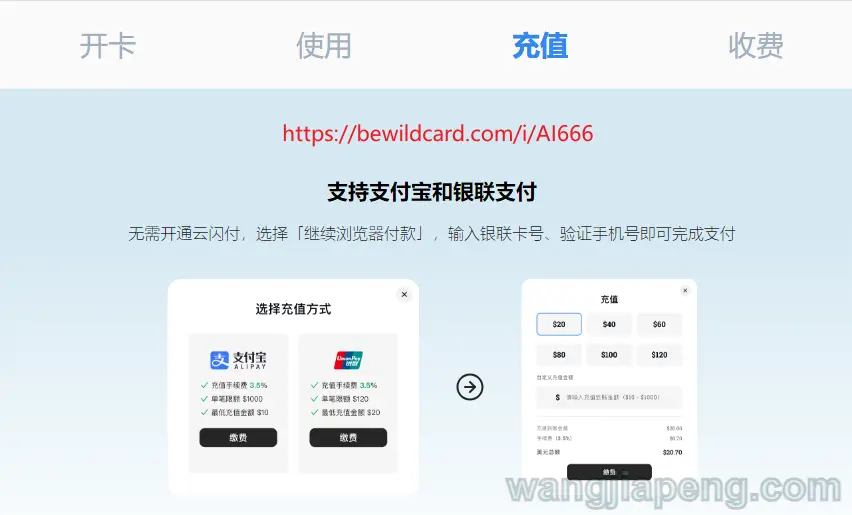 开卡 使用 充值 收费
https://bewildcard.com/i/AI666
支持支付宝和银联支付
无需开通云闪付，选择「继续浏览器付款」，输入银联卡号、验证手机号即可完成支付
选择充值方式
支 支付宝
ALIPAY
充值手续费 3.5%
单笔限额 $1000
最低充值金额 $10
缴费
UnionPay
银联
充值手续费 3.5%
单笔限额 $120
最低充值金额 $20
缴费
充值
$20 $40 $60
$80 $100 $120
自定义充值金额
$ 请输入充值到账金额（$10 - $1000）
充值到账金额 $20.00
手续费（3.5%） $0.70
美元总额 $20.70
缴费
wangjiapeng.com